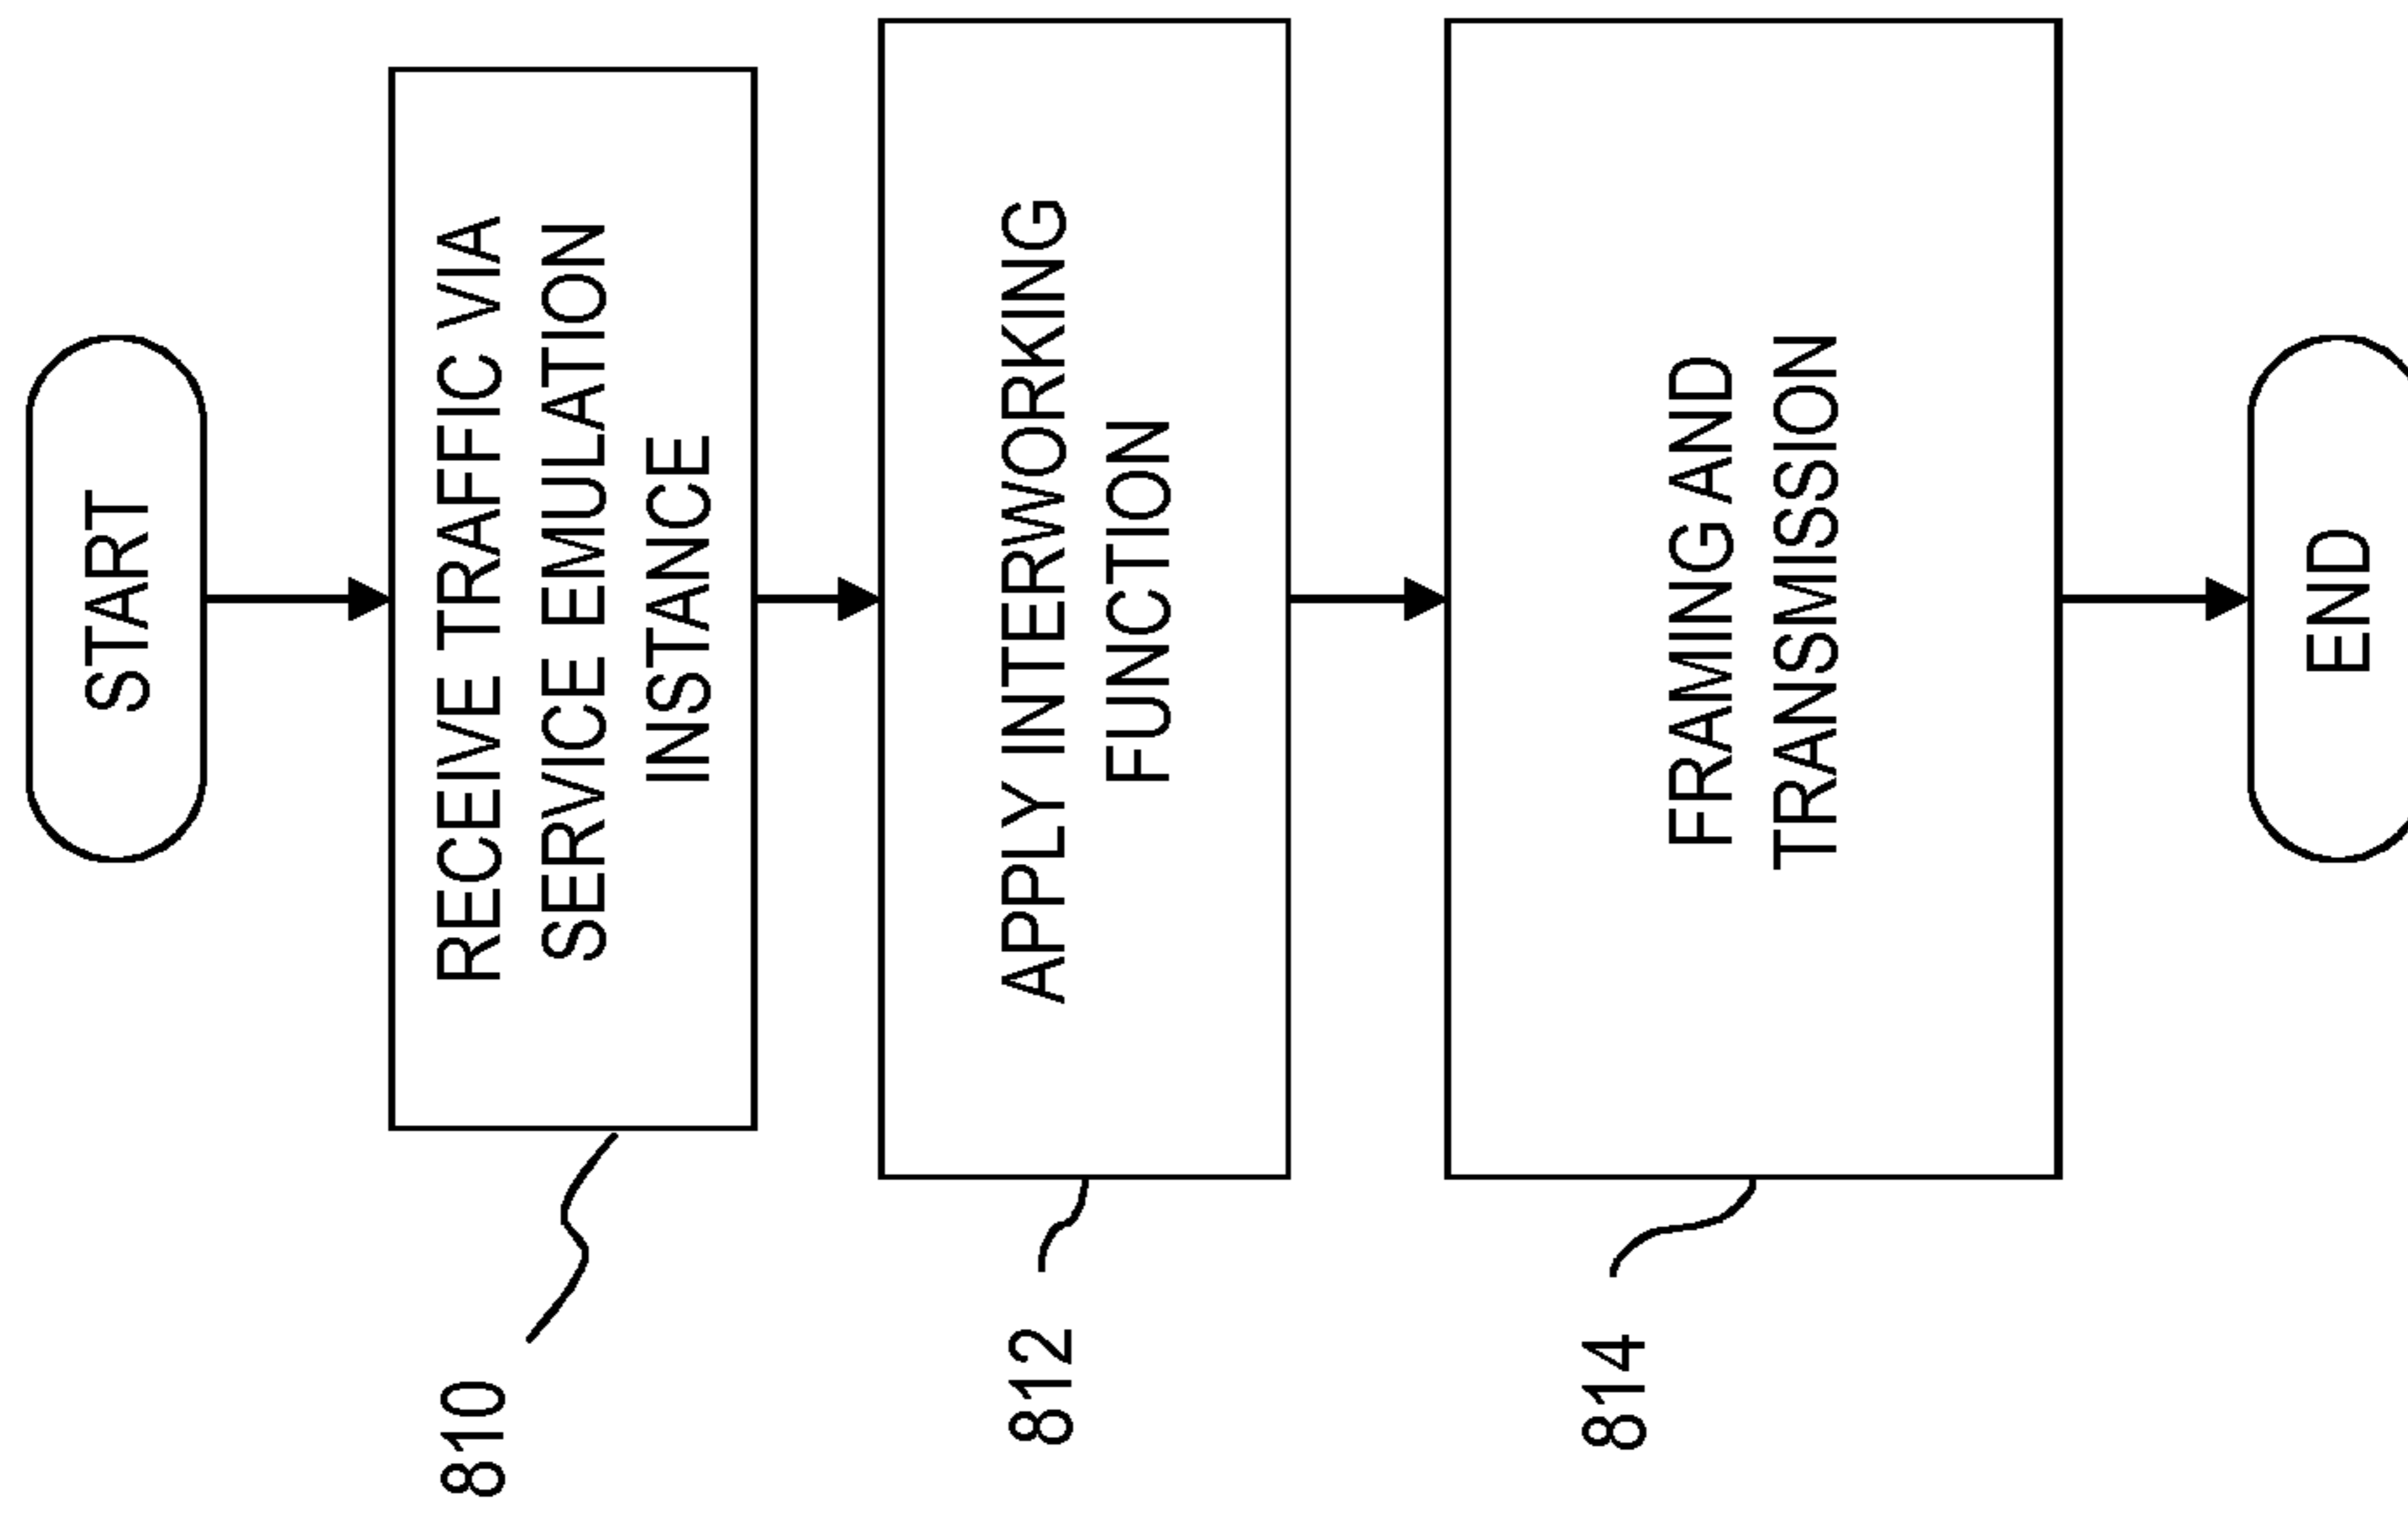 START
RECEIVE TRAFFIC VIA
SERVICE EMULATION
INSTANCE
810
APPLY INTERWORKING
FUNCTION
812
FRAMING AND
TRANSMISSION
814
END